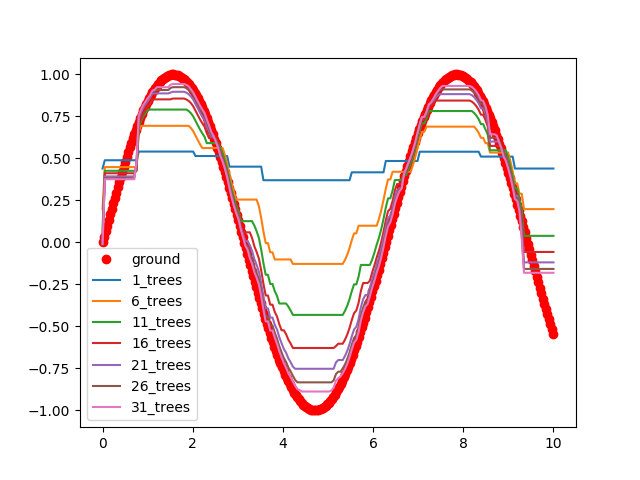 1.00
0.75
0.50
0.25
0.00
−0.25
−0.50
−0.75
−1.00
ground
1_trees
6_trees
11_trees
16_trees
21_trees
26_trees
31_trees
0 2 4 6 8 10